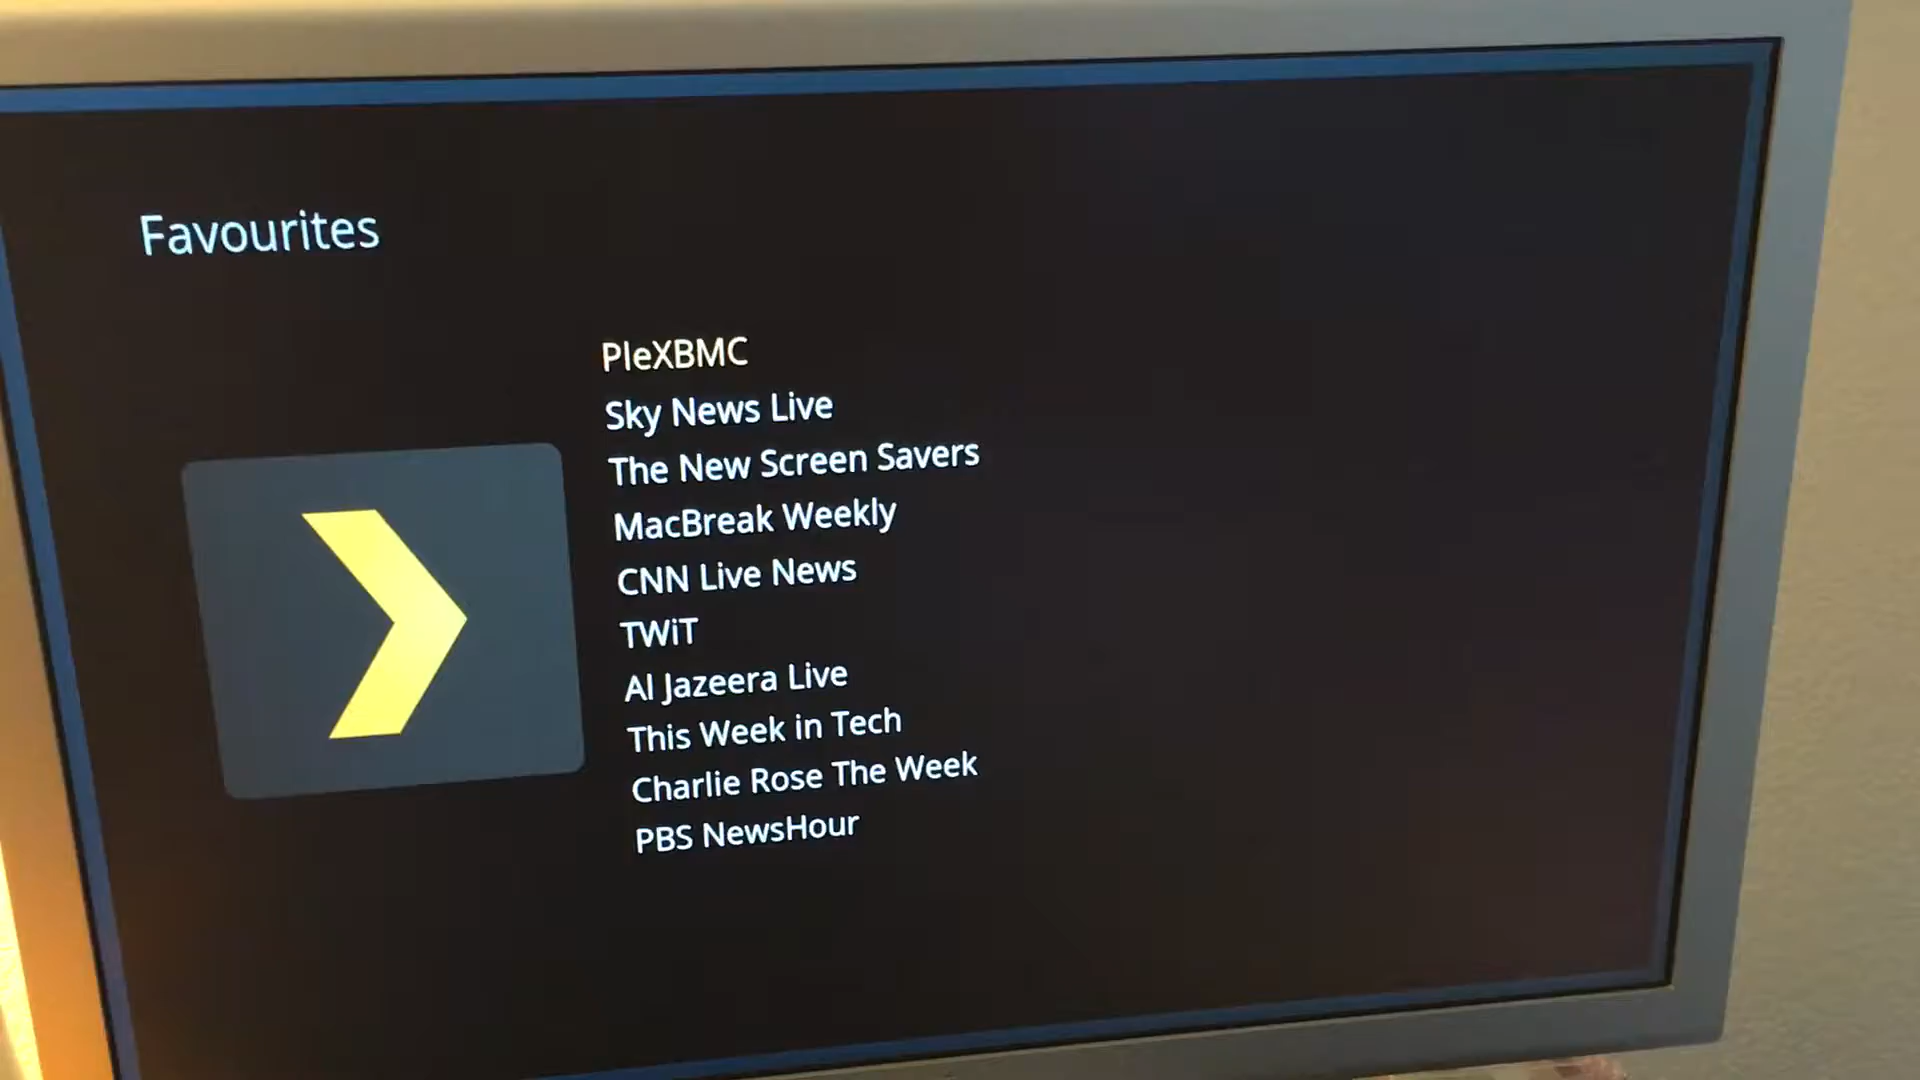 Favourites
PleXBMC
Sky News Live
The New Screen Savers
MacBreak Weekly
CNN Live News
TWiT
Al Jazeera Live
This Week in Tech
Charlie Rose The Week
PBS NewsHour